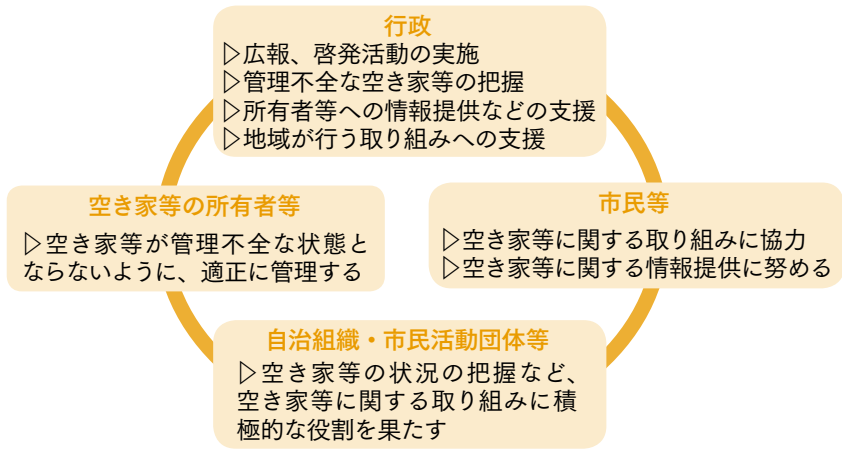 行政
▷広報、啓発活動の実施
▷管理不全な空き家等の把握
▷所有者等への情報提供などの支援
▷地域が行う取り組みへの支援
空き家等の所有者等
▷空き家等が管理不全な状態と
ならないように、適正に管理する
市民等
▷空き家等に関する取り組みに協力
▷空き家等に関する情報提供に努める
自治組織・市民活動団体等
▷空き家等の状況の把握など、
空き家等に関する取り組みに積
極的な役割を果たす